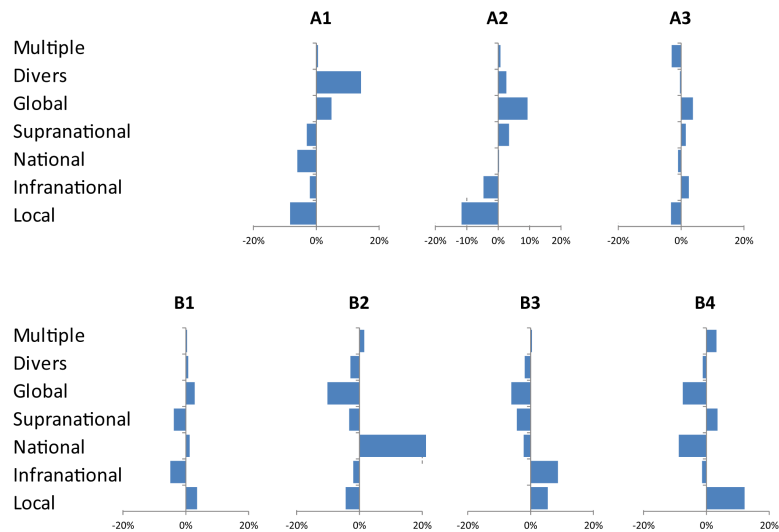 A1 A2 A3
Multiple
Divers
Global
Supranational
National
Infranational
Local
-20% 0% 20% -20% -10% 0% 10% 20% -20% 0% 20%
B1 B2 B3 B4
Multiple
Divers
Global
Supranational
National
Infranational
Local
-20% 0% 20% -20% 0% 20% -20% 0% 20% -20% 0% 20%